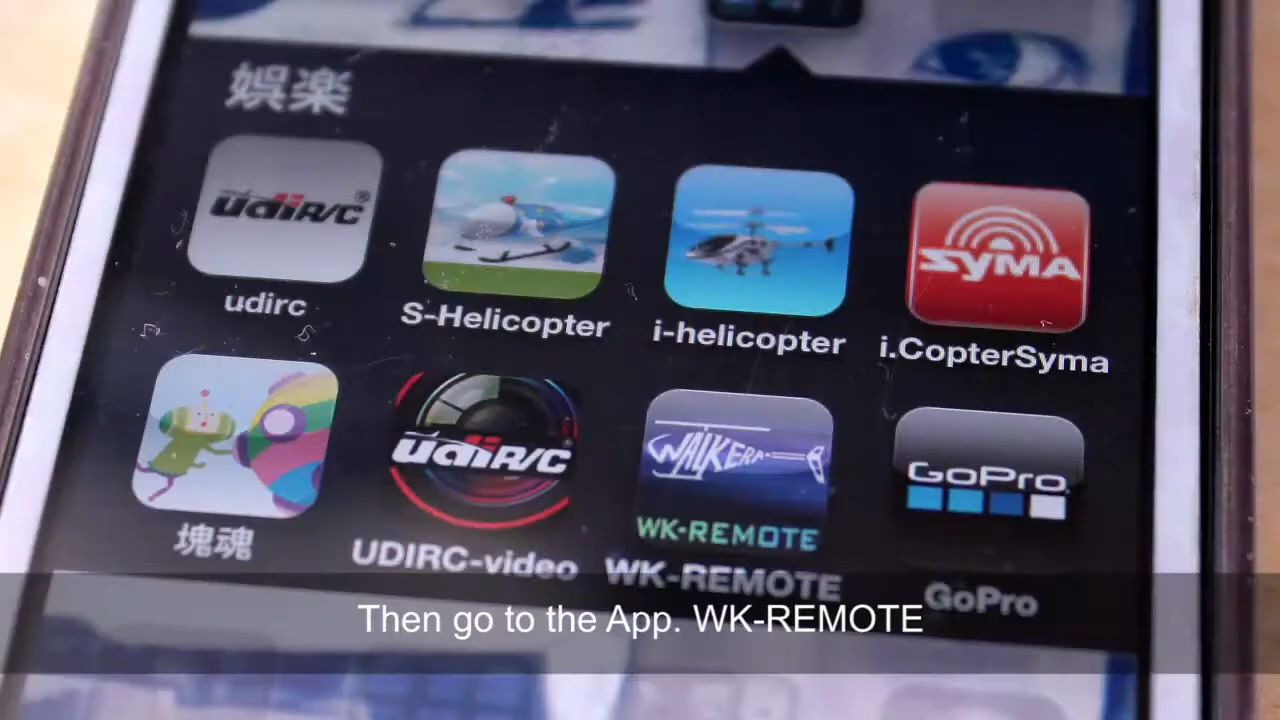 娯楽
udiR/C®
SYMA
udirc
S-Helicopter
i-helicopter
i.CopterSyma
udiR/C
WALKERA
WK-REMOTE
GoPro
塊魂
UDIRC-video
WK-REMOTE
GoPro
Then go to the App. WK-REMOTE